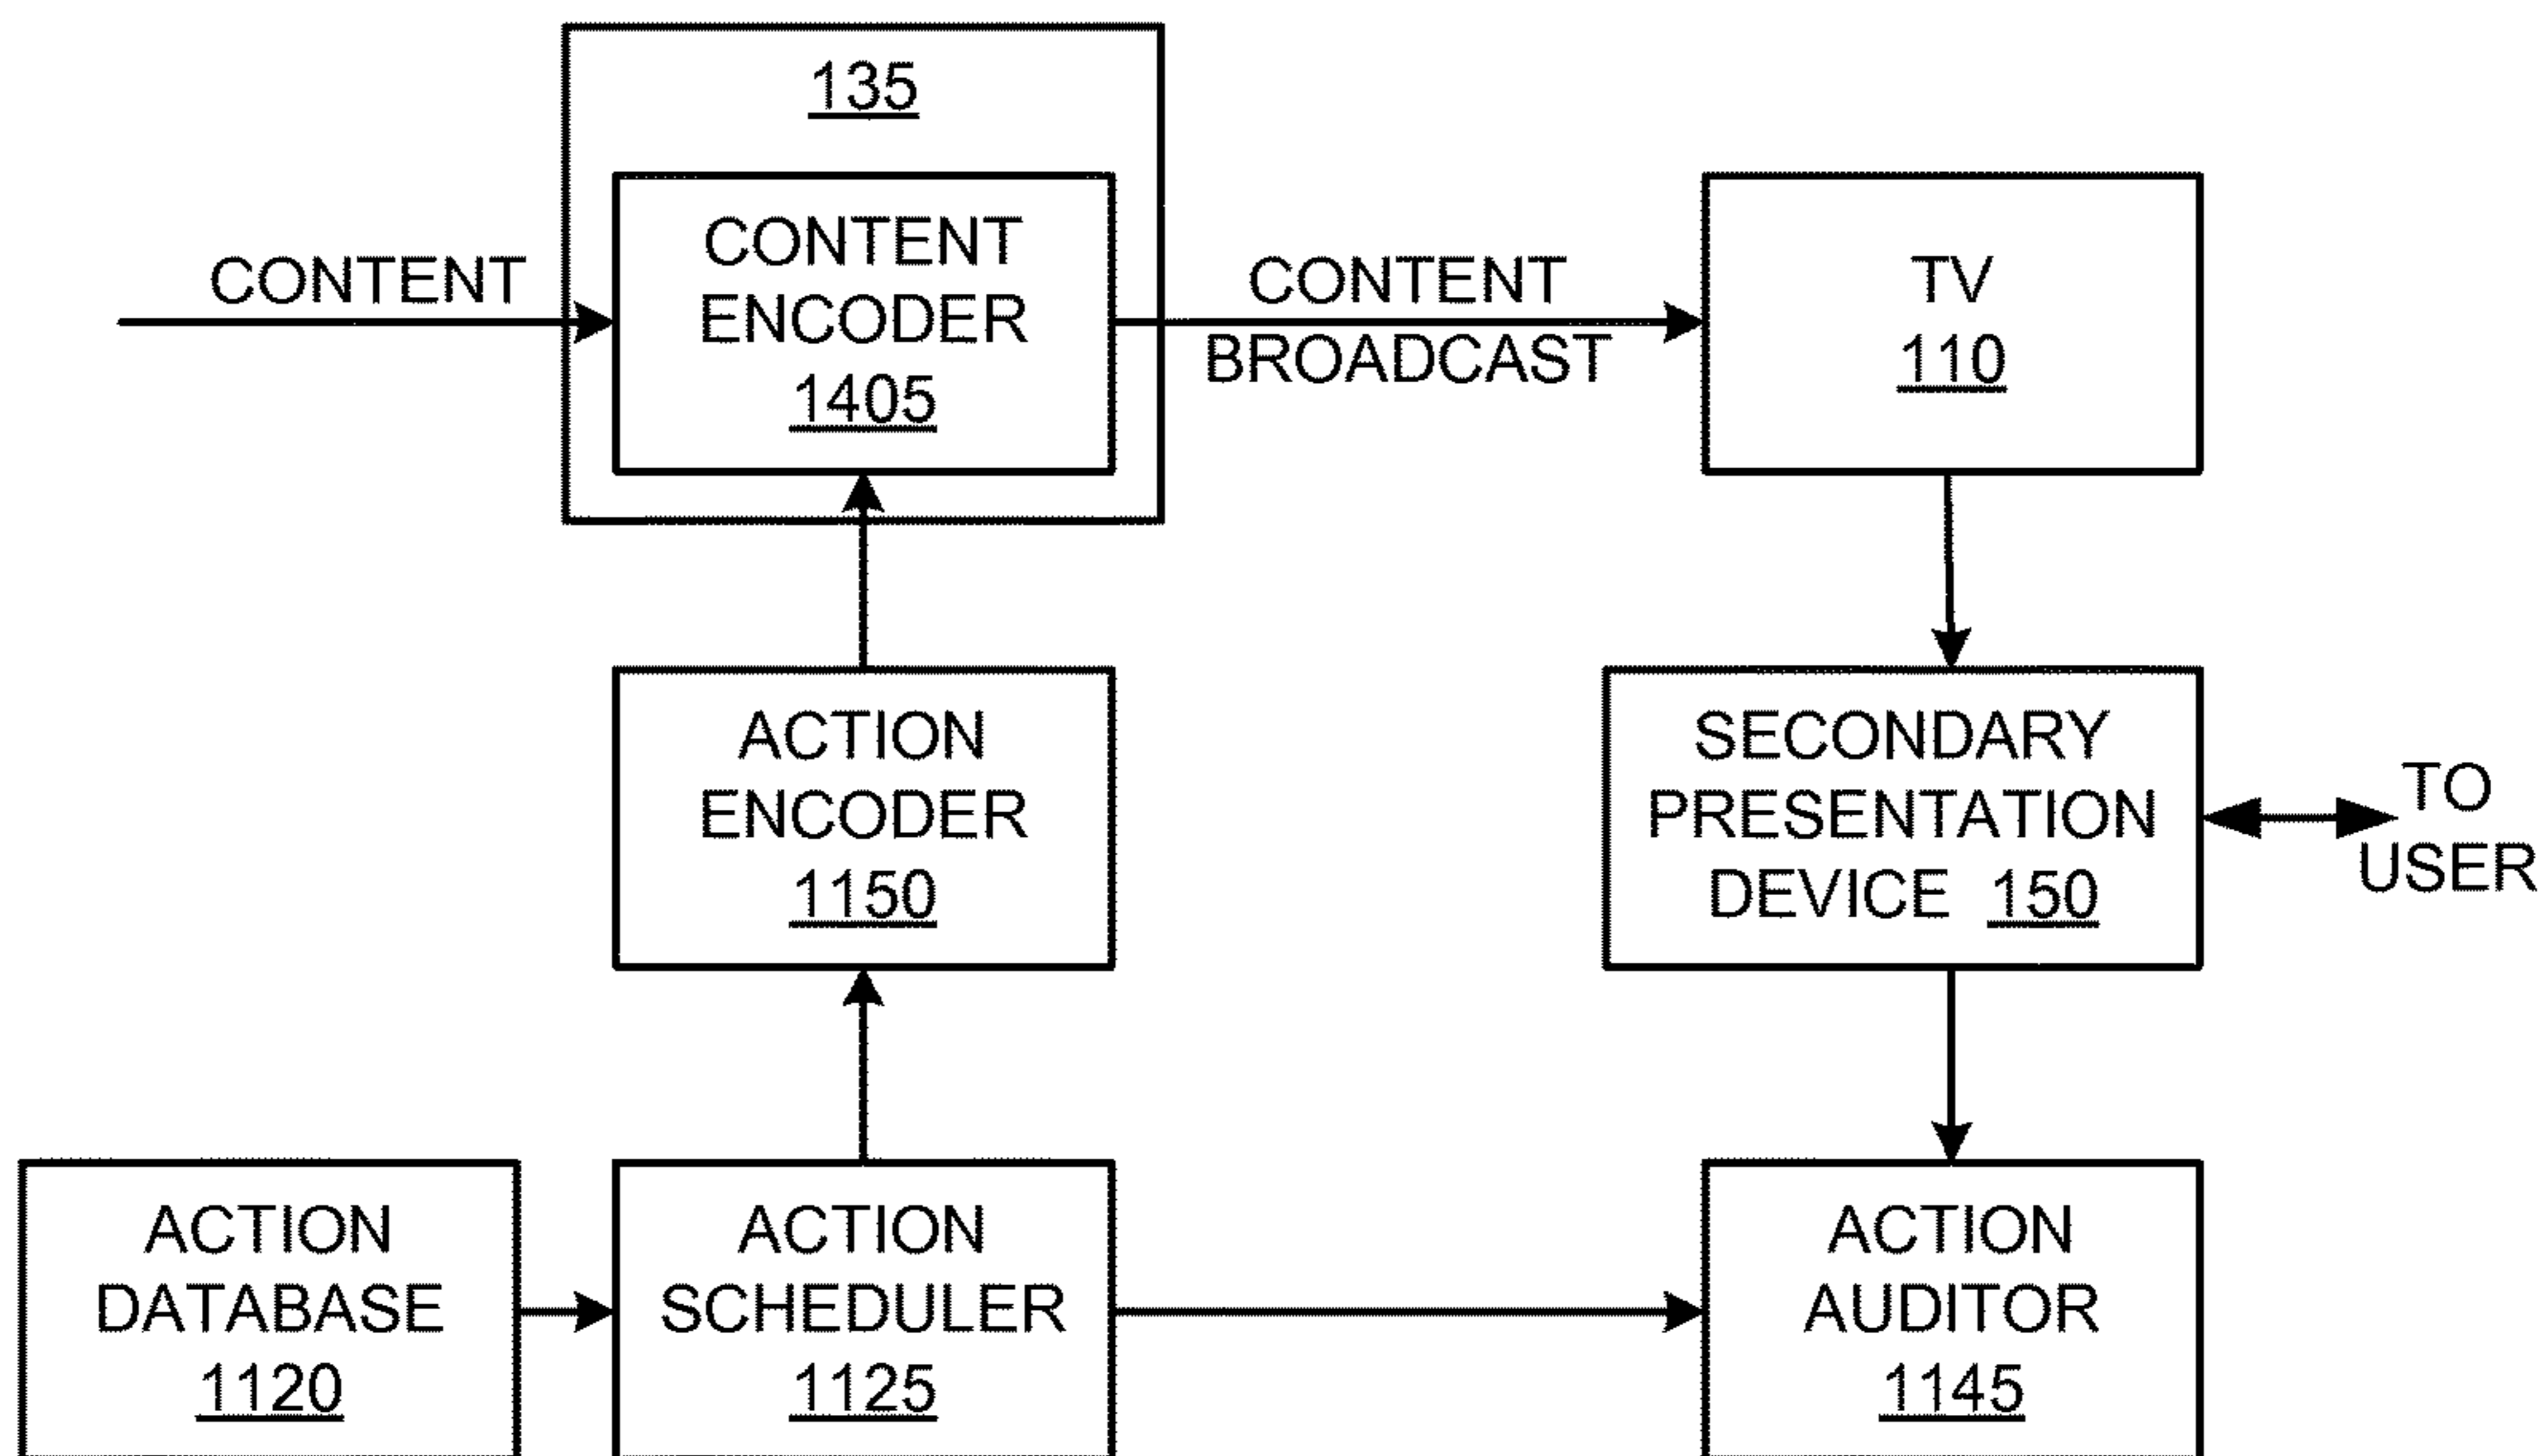 135
CONTENT
CONTENT
ENCODER
1405
CONTENT
BROADCAST
TV
110
ACTION
ENCODER
1150
SECONDARY
PRESENTATION
DEVICE 150
TO
USER
ACTION
DATABASE
1120
ACTION
SCHEDULER
1125
ACTION
AUDITOR
1145